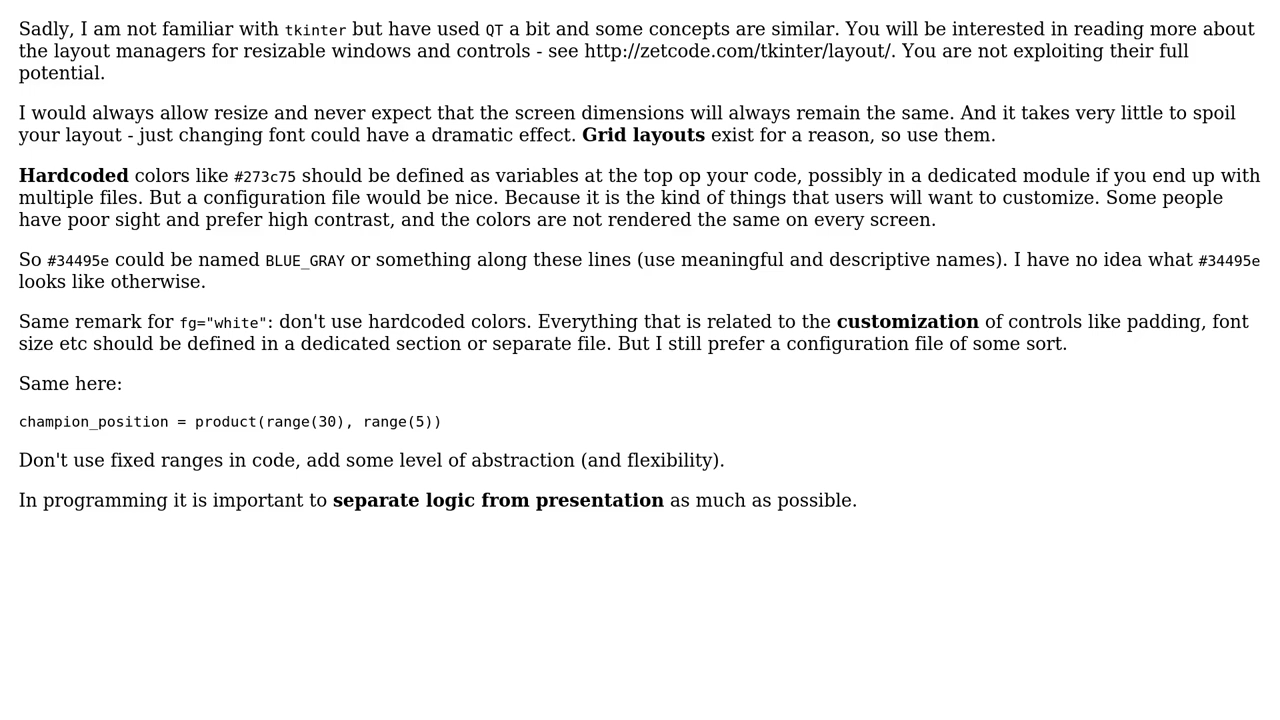 Sadly, I am not familiar with tkinter but have used QT a bit and some concepts are similar. You will be interested in reading more about
the layout managers for resizable windows and controls - see http://zetcode.com/tkinter/layout/. You are not exploiting their full
potential.
I would always allow resize and never expect that the screen dimensions will always remain the same. And it takes very little to spoil
your layout - just changing font could have a dramatic effect. Grid layouts exist for a reason, so use them.
Hardcoded colors like #273c75 should be defined as variables at the top op your code, possibly in a dedicated module if you end up with
multiple files. But a configuration file would be nice. Because it is the kind of things that users will want to customize. Some people
have poor sight and prefer high contrast, and the colors are not rendered the same on every screen.
So #34495e could be named BLUE_GRAY or something along these lines (use meaningful and descriptive names). I have no idea what #34495e
looks like otherwise.
Same remark for fg="white": don't use hardcoded colors. Everything that is related to the customization of controls like padding, font
size etc should be defined in a dedicated section or separate file. But I still prefer a configuration file of some sort.
Same here:
champion_position = product(range(30), range(5))
Don't use fixed ranges in code, add some level of abstraction (and flexibility).
In programming it is important to separate logic from presentation as much as possible.